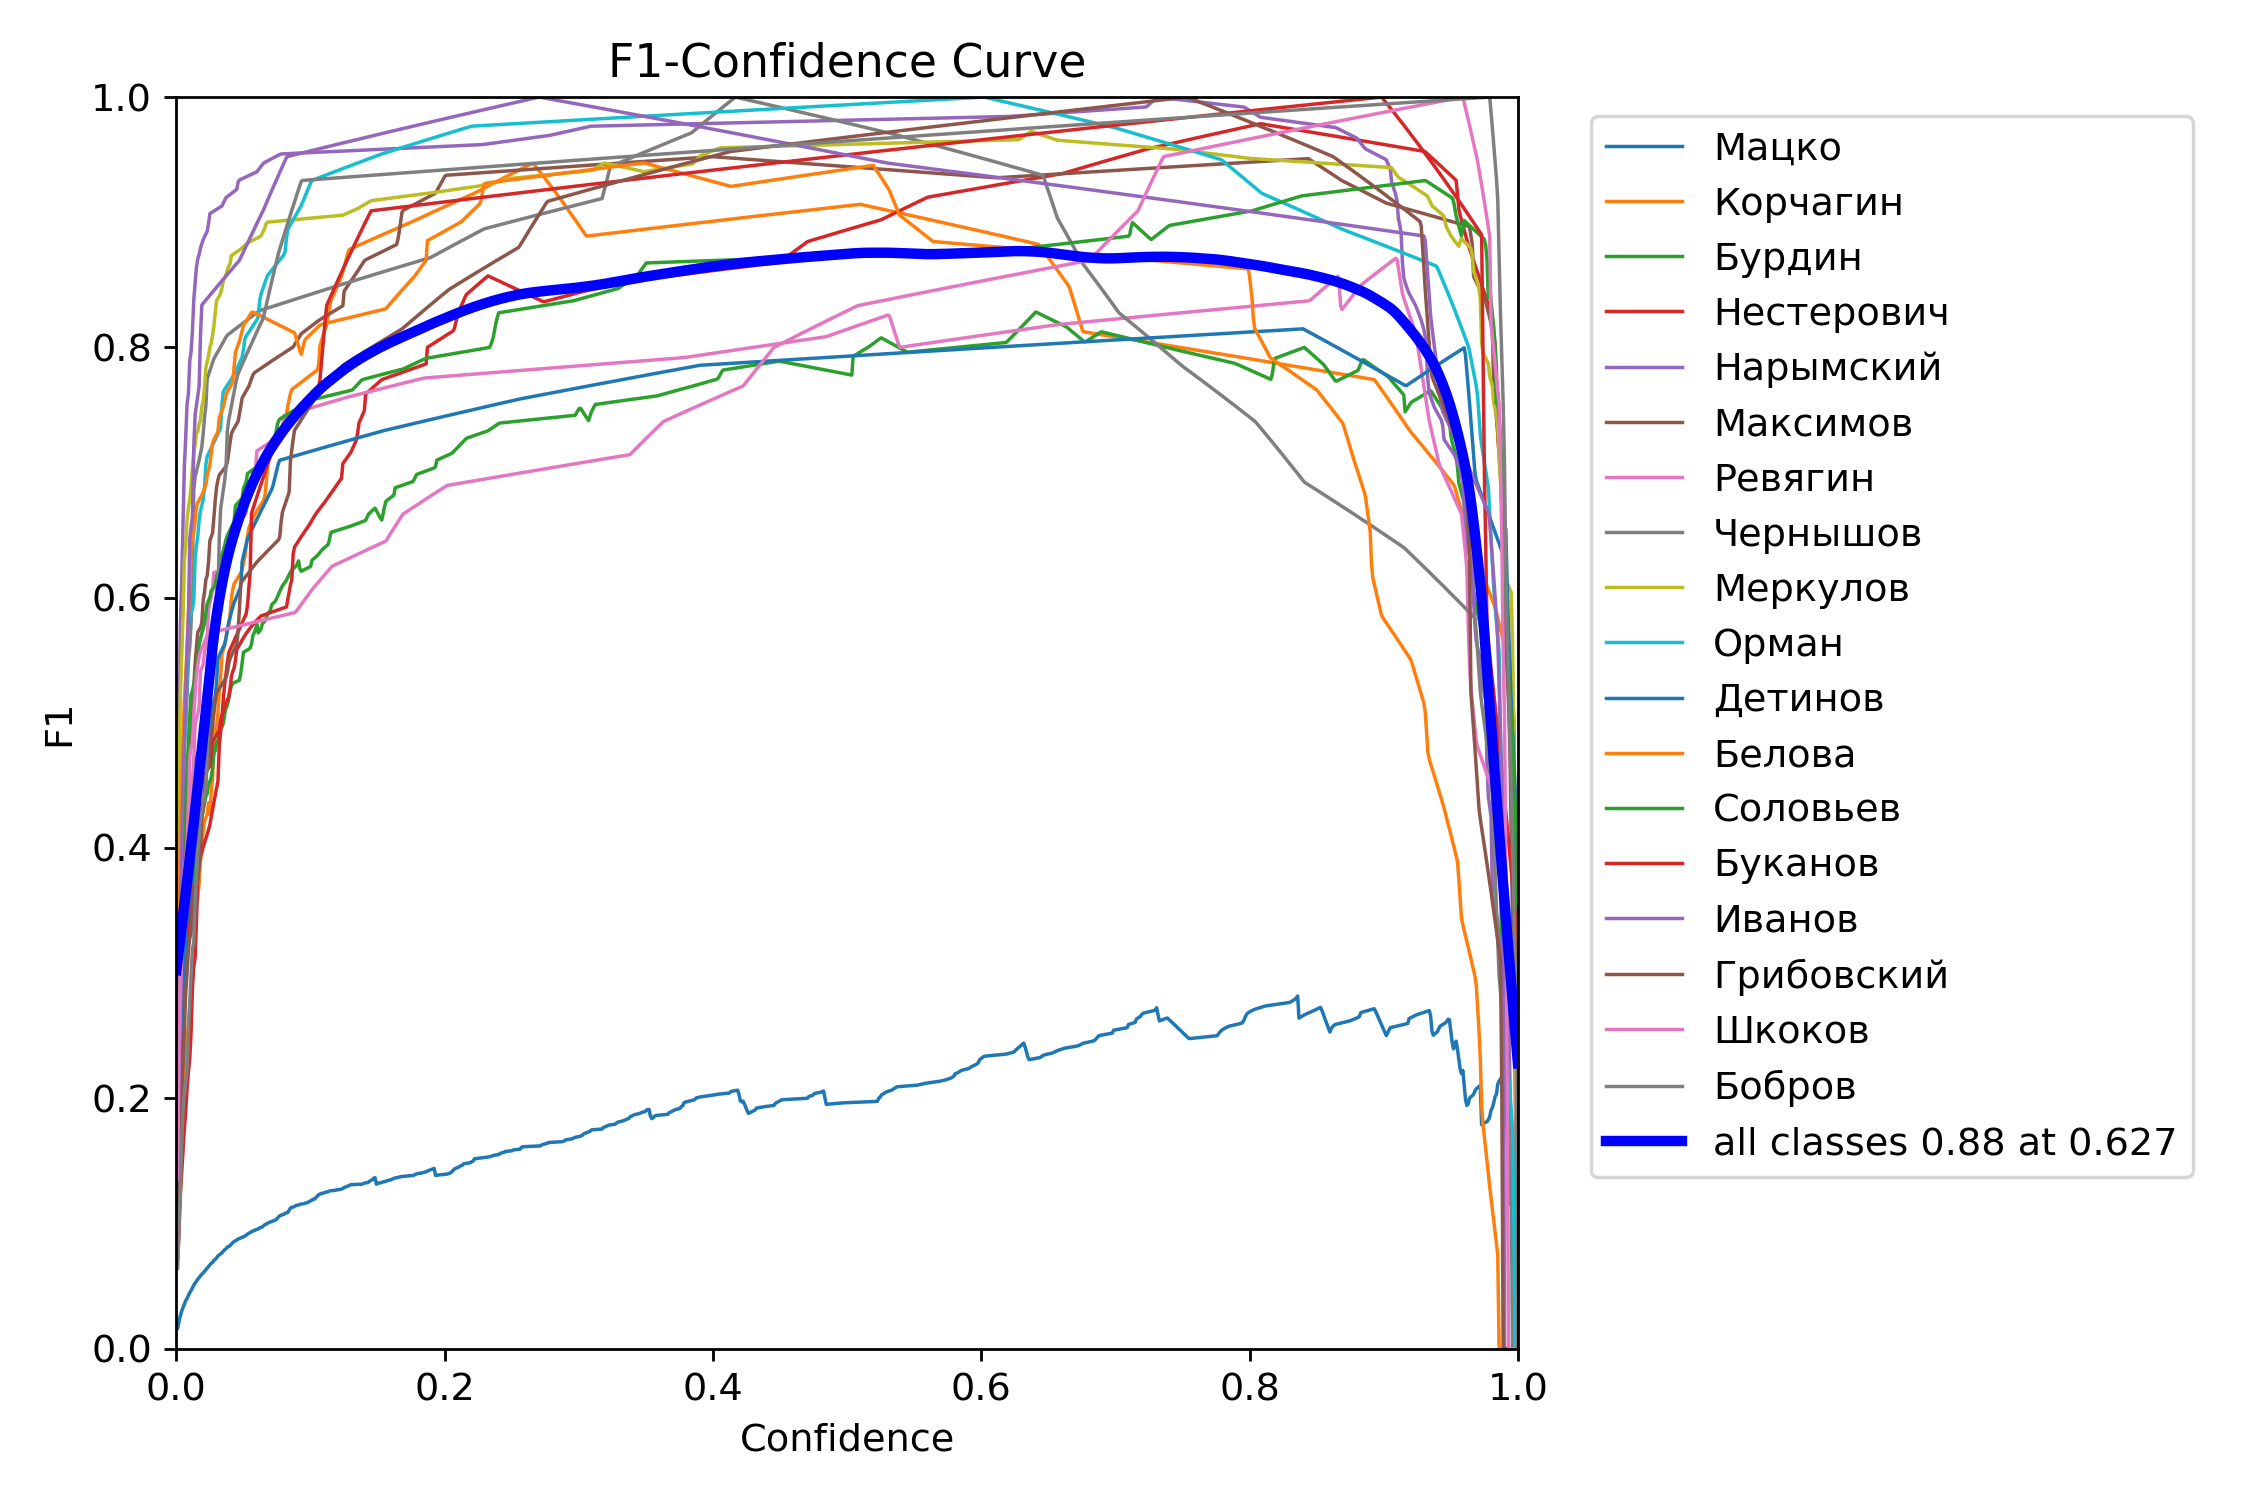 F1-Confidence Curve
1.0
0.8
0.6
0.4
0.2
0.0
F1
0.0 0.2 0.4 0.6 0.8 1.0
Confidence
Мацко
Корчагин
Бурдин
Нестерович
Нарымский
Максимов
Ревягин
Чернышов
Меркулов
Орман
Детинов
Белова
Соловьев
Буканов
Иванов
Грибовский
Шкоков
Бобров
all classes 0.88 at 0.627